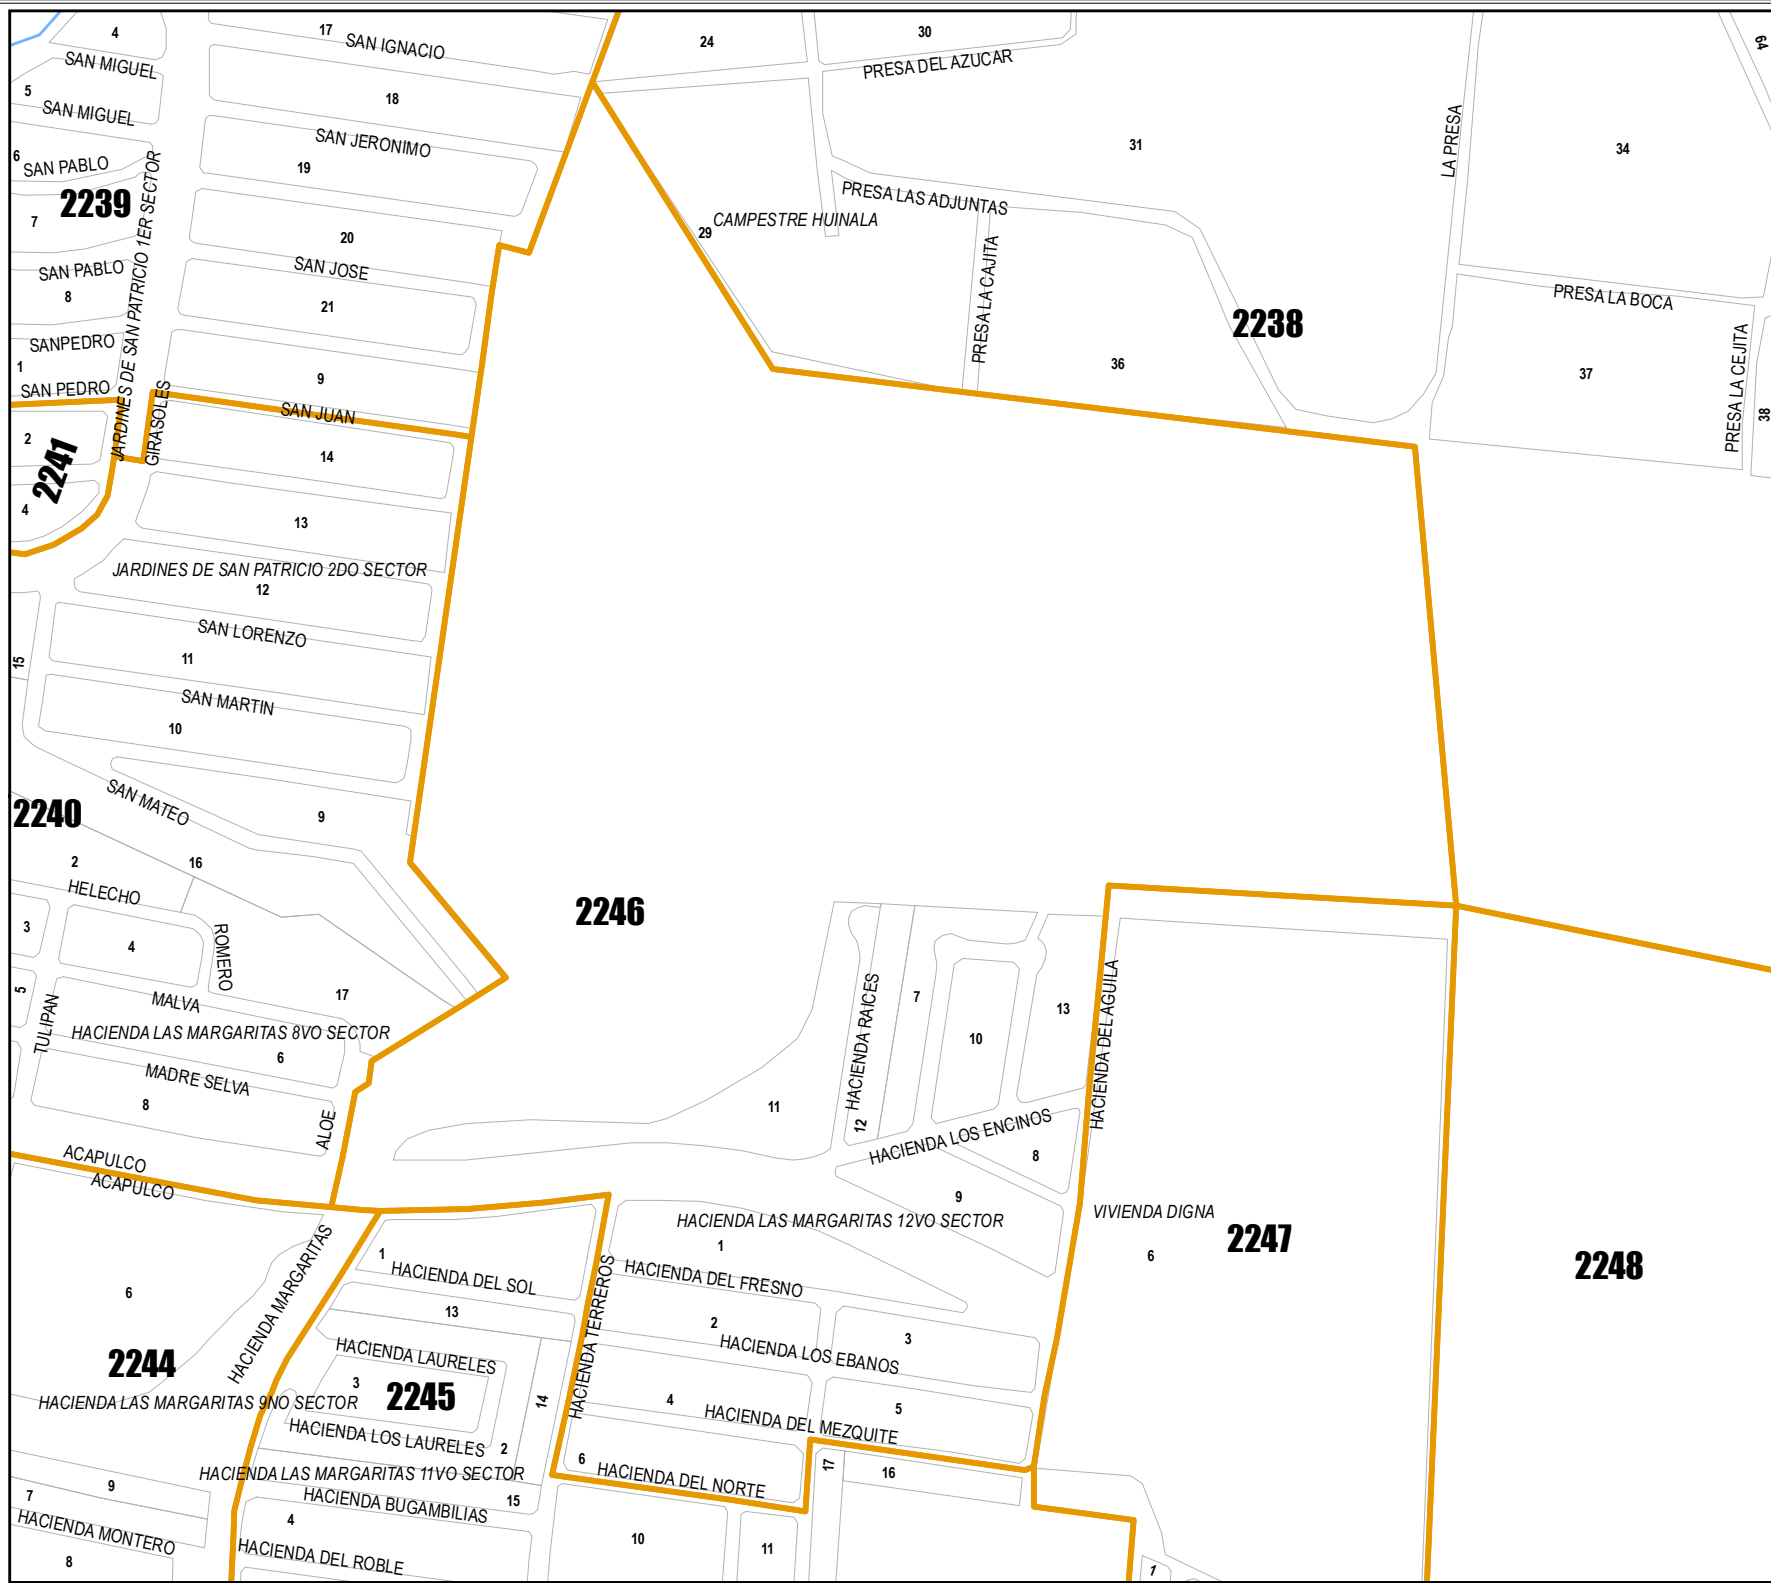 4
17
SAN IGNACIO
24
30
64
SAN MIGUEL
PRESA DEL AZUCAR
5
18
SAN MIGUEL
31
LA PRESA
34
SAN JERONIMO
6
SAN PABLO
19
2239
JARDINES DE SAN PATRICIO 1ER SECTOR
PRESA LAS ADJUNTAS
7
20
29
CAMPESTRE HUINALA
SAN PABLO
SAN JOSE
8
21
PRESA LA CAJITA
2238
PRESA LA BOCA
SANPEDRO
1
9
36
37
PRESA LA CEJITA
SAN PEDRO
SAN JUAN
38
GIRASOLES
2
14
2241
4
13
JARDINES DE SAN PATRICIO 2DO SECTOR
12
SAN LORENZO
15
11
SAN MARTIN
10
SAN MATEO
2240
9
2
16
HELECHO
2246
3
4
ROMERO
5
MALVA
17
TULIPAN
HACIENDA LAS MARGARITAS 8VO SECTOR
6
MADRE SELVA
8
ALOE
HACIENDA RAICES
7
10
13
HACIENDA DEL AGUILA
11
12
HACIENDA LOS ENCINOS
8
ACAPULCO
ACAPULCO
9
HACIENDA LAS MARGARITAS 12VO SECTOR
VIVIENDA DIGNA
2247
6
2248
1
1
HACIENDA MARGARITAS
HACIENDA DEL SOL
HACIENDA TERREROS
HACIENDA DEL FRESNO
6
13
2
3
HACIENDA LAURELES
HACIENDA LOS EBANOS
2244
3
2245
14
4
5
HACIENDA LAS MARGARITAS 9NO SECTOR
HACIENDA DEL MEZQUITE
HACIENDA LOS LAURELES
2
6
17
16
HACIENDA LAS MARGARITAS 11VO SECTOR
HACIENDA DEL NORTE
9
7
HACIENDA BUGAMBILIAS
15
HACIENDA MONTERO
4
10
11
8
HACIENDA DEL ROBLE
1